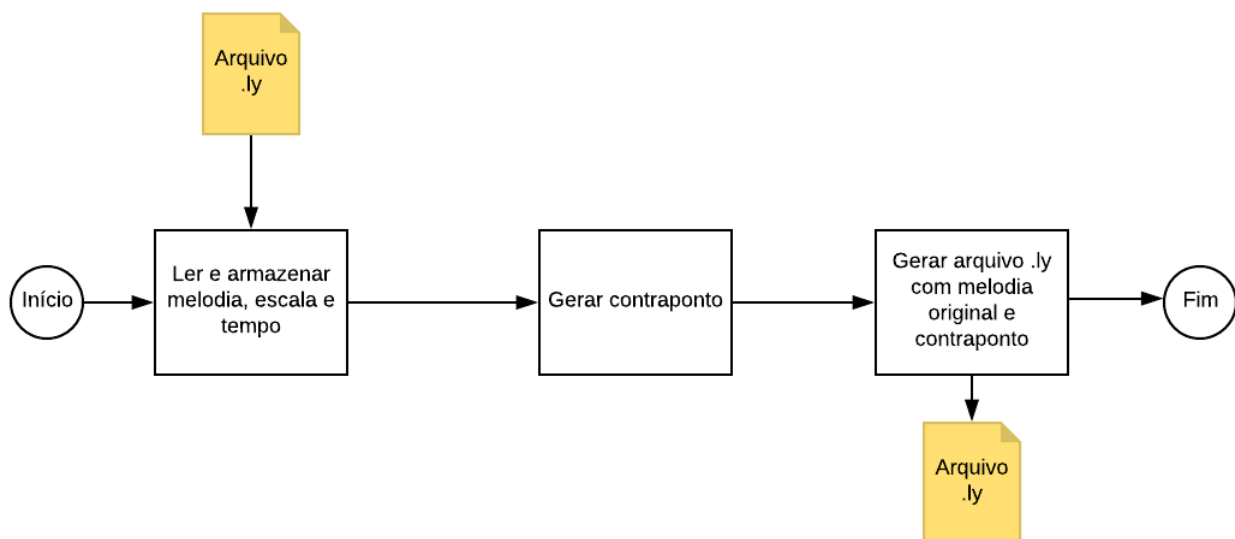 Arquivo
.ly
Início
Ler e armazenar
melodia, escala e
tempo
Gerar contraponto
Gerar arquivo .ly
com melodia
original e
contraponto
Fim
Arquivo
.ly